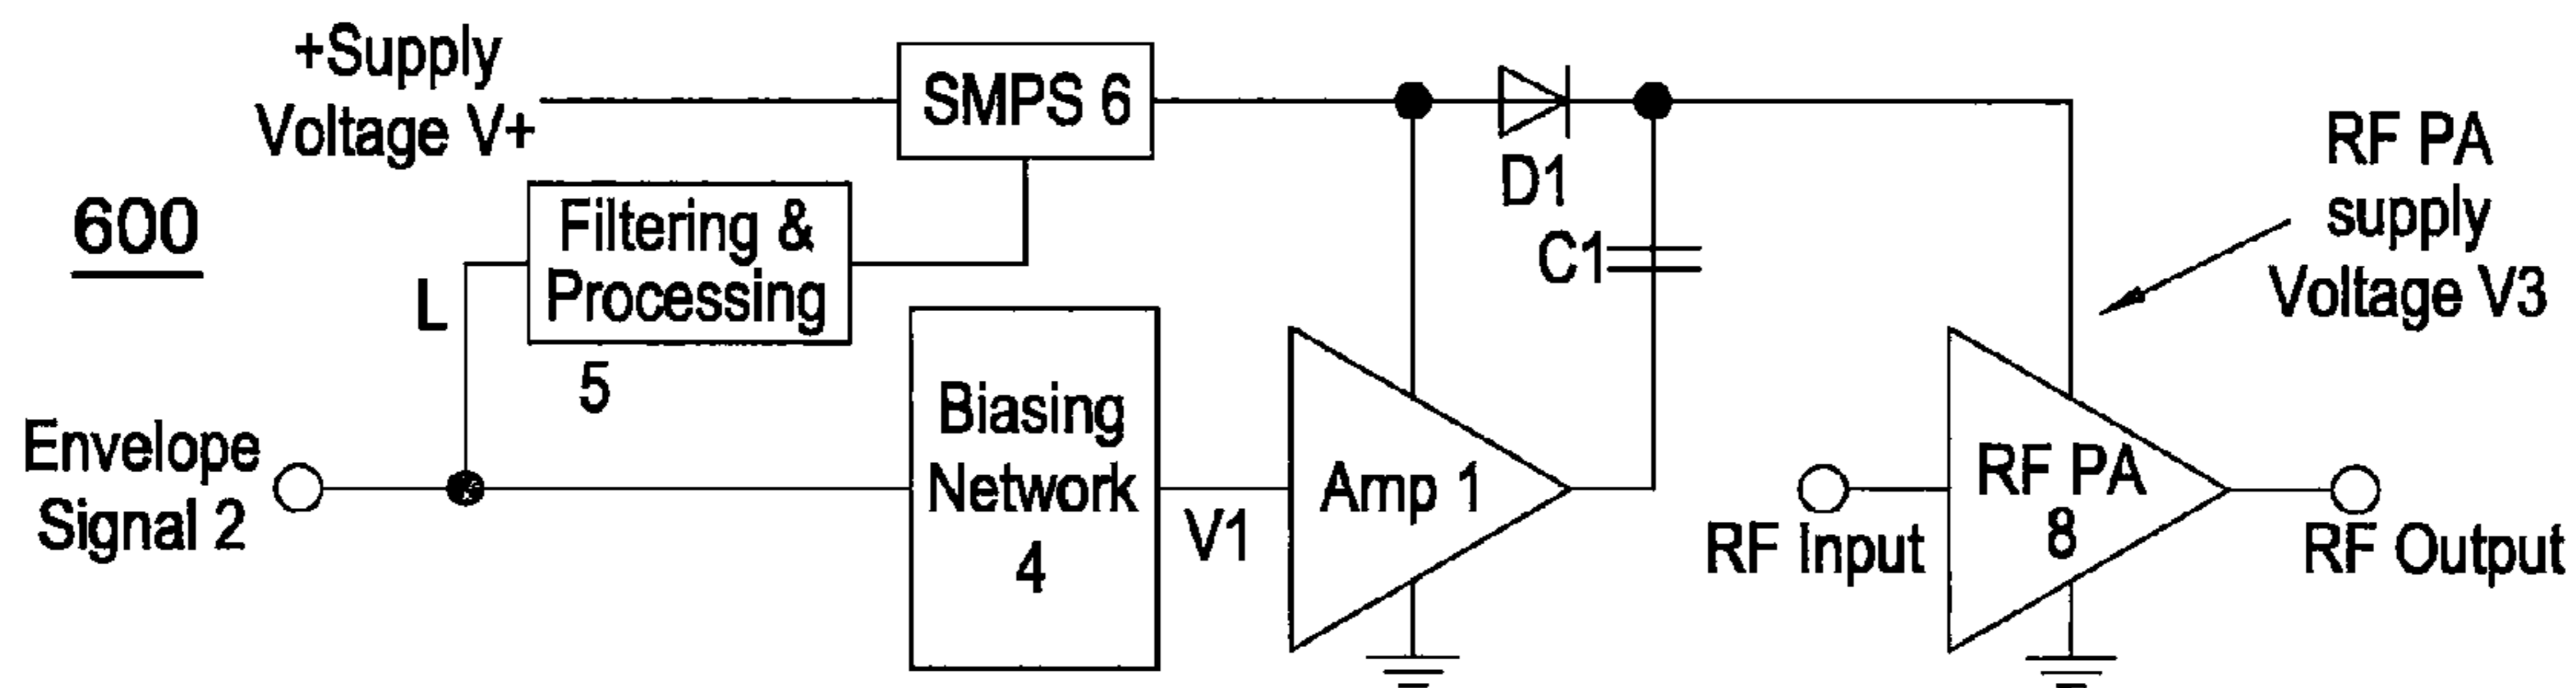 +Supply
Voltage V+
SMPS 6
600
L
Filtering &
Processing
5
D1
C1
RF PA
supply
Voltage V3
Envelope
Signal 2
Biasing
Network
4
V1
Amp 1
RF Input
RF PA
8
RF Output